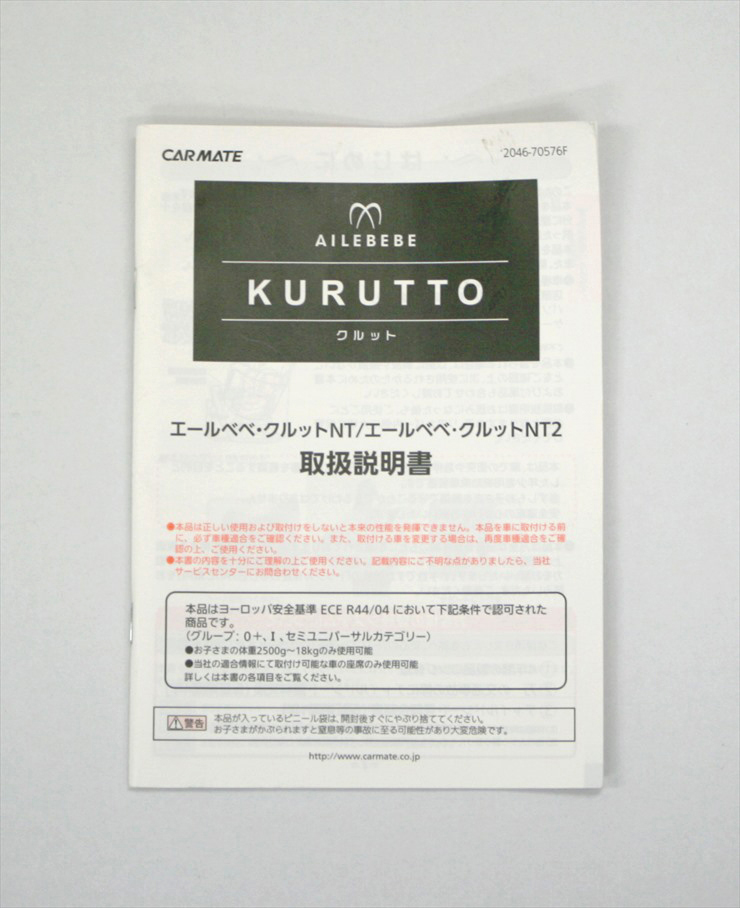 CARMATE
2046-70576F
AILEBEBE
KURUTTO
クルット
エールベベ・クルットNT/エールベベ・クルットNT2
取扱説明書
●本品は正しい使用および取付けをしないと本来の性能を発揮できません。本品を車に取付ける前
に、必ず車種適合をご確認ください。また、取付ける車を変更する場合は、再度車種適合をご確
認の上、ご使用ください。
●本書の内容を十分にご理解の上ご使用ください。記載内容にご不明な点がありましたら、当社
サービスセンターにお問合わせください。
本品はヨーロッパ安全基準 ECE R44/04 において下記条件で認可された
商品です。
(グループ: 0+、I、セミユニバーサルカテゴリー)
●お子さまの体重2500g〜18kgのみ使用可能
●当社の適合情報にて取付け可能な車の座席のみ使用可能
詳しくは本書の各項目をご覧ください。
警告
本品が入っているビニール袋は、開封後すぐにやぶり捨ててください。
お子さまがかぶられますと窒息等の事故に至る可能性があり大変危険です。
http://www.carmate.co.jp